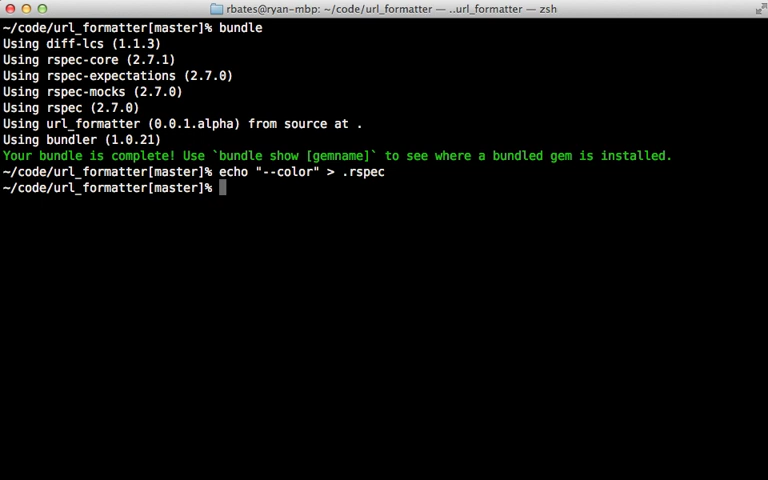 rbates@ryan-mbp: ~/code/url_formatter — ..url_formatter — zsh
~/code/url_formatter[master]% bundle
Using diff-lcs (1.1.3)
Using rspec-core (2.7.1)
Using rspec-expectations (2.7.0)
Using rspec-mocks (2.7.0)
Using rspec (2.7.0)
Using url_formatter (0.0.1.alpha) from source at .
Using bundler (1.0.21)
Your bundle is complete! Use `bundle show [gemname]` to see where a bundled gem is installed.
~/code/url_formatter[master]% echo "--color" > .rspec
~/code/url_formatter[master]%